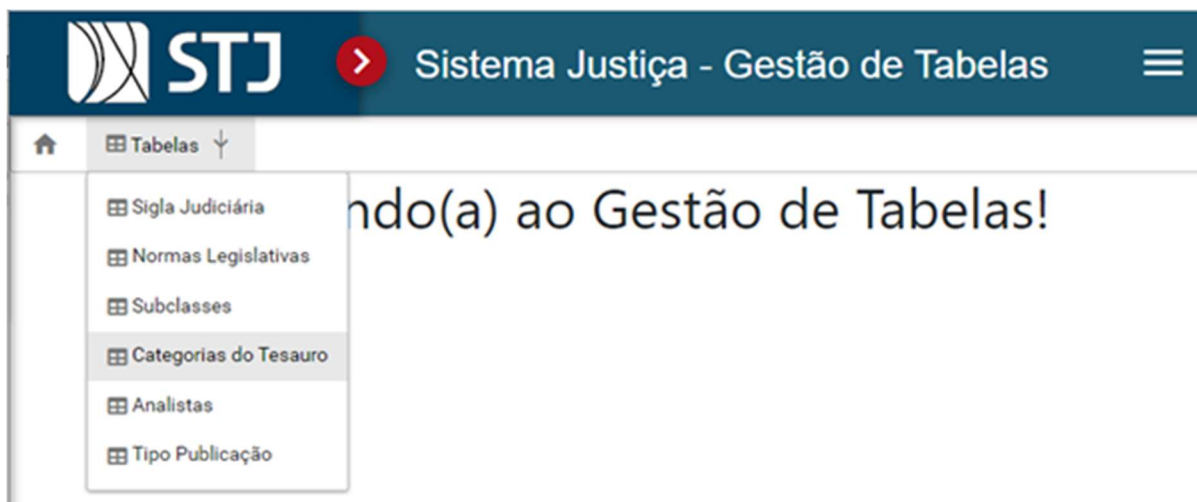 STJ Sistema Justiça - Gestão de Tabelas
Tabelas
ndo(a) ao Gestão de Tabelas!
Sigla Judiciária
Normas Legislativas
Subclasses
Categorias do Tesauro
Analistas
Tipo Publicação